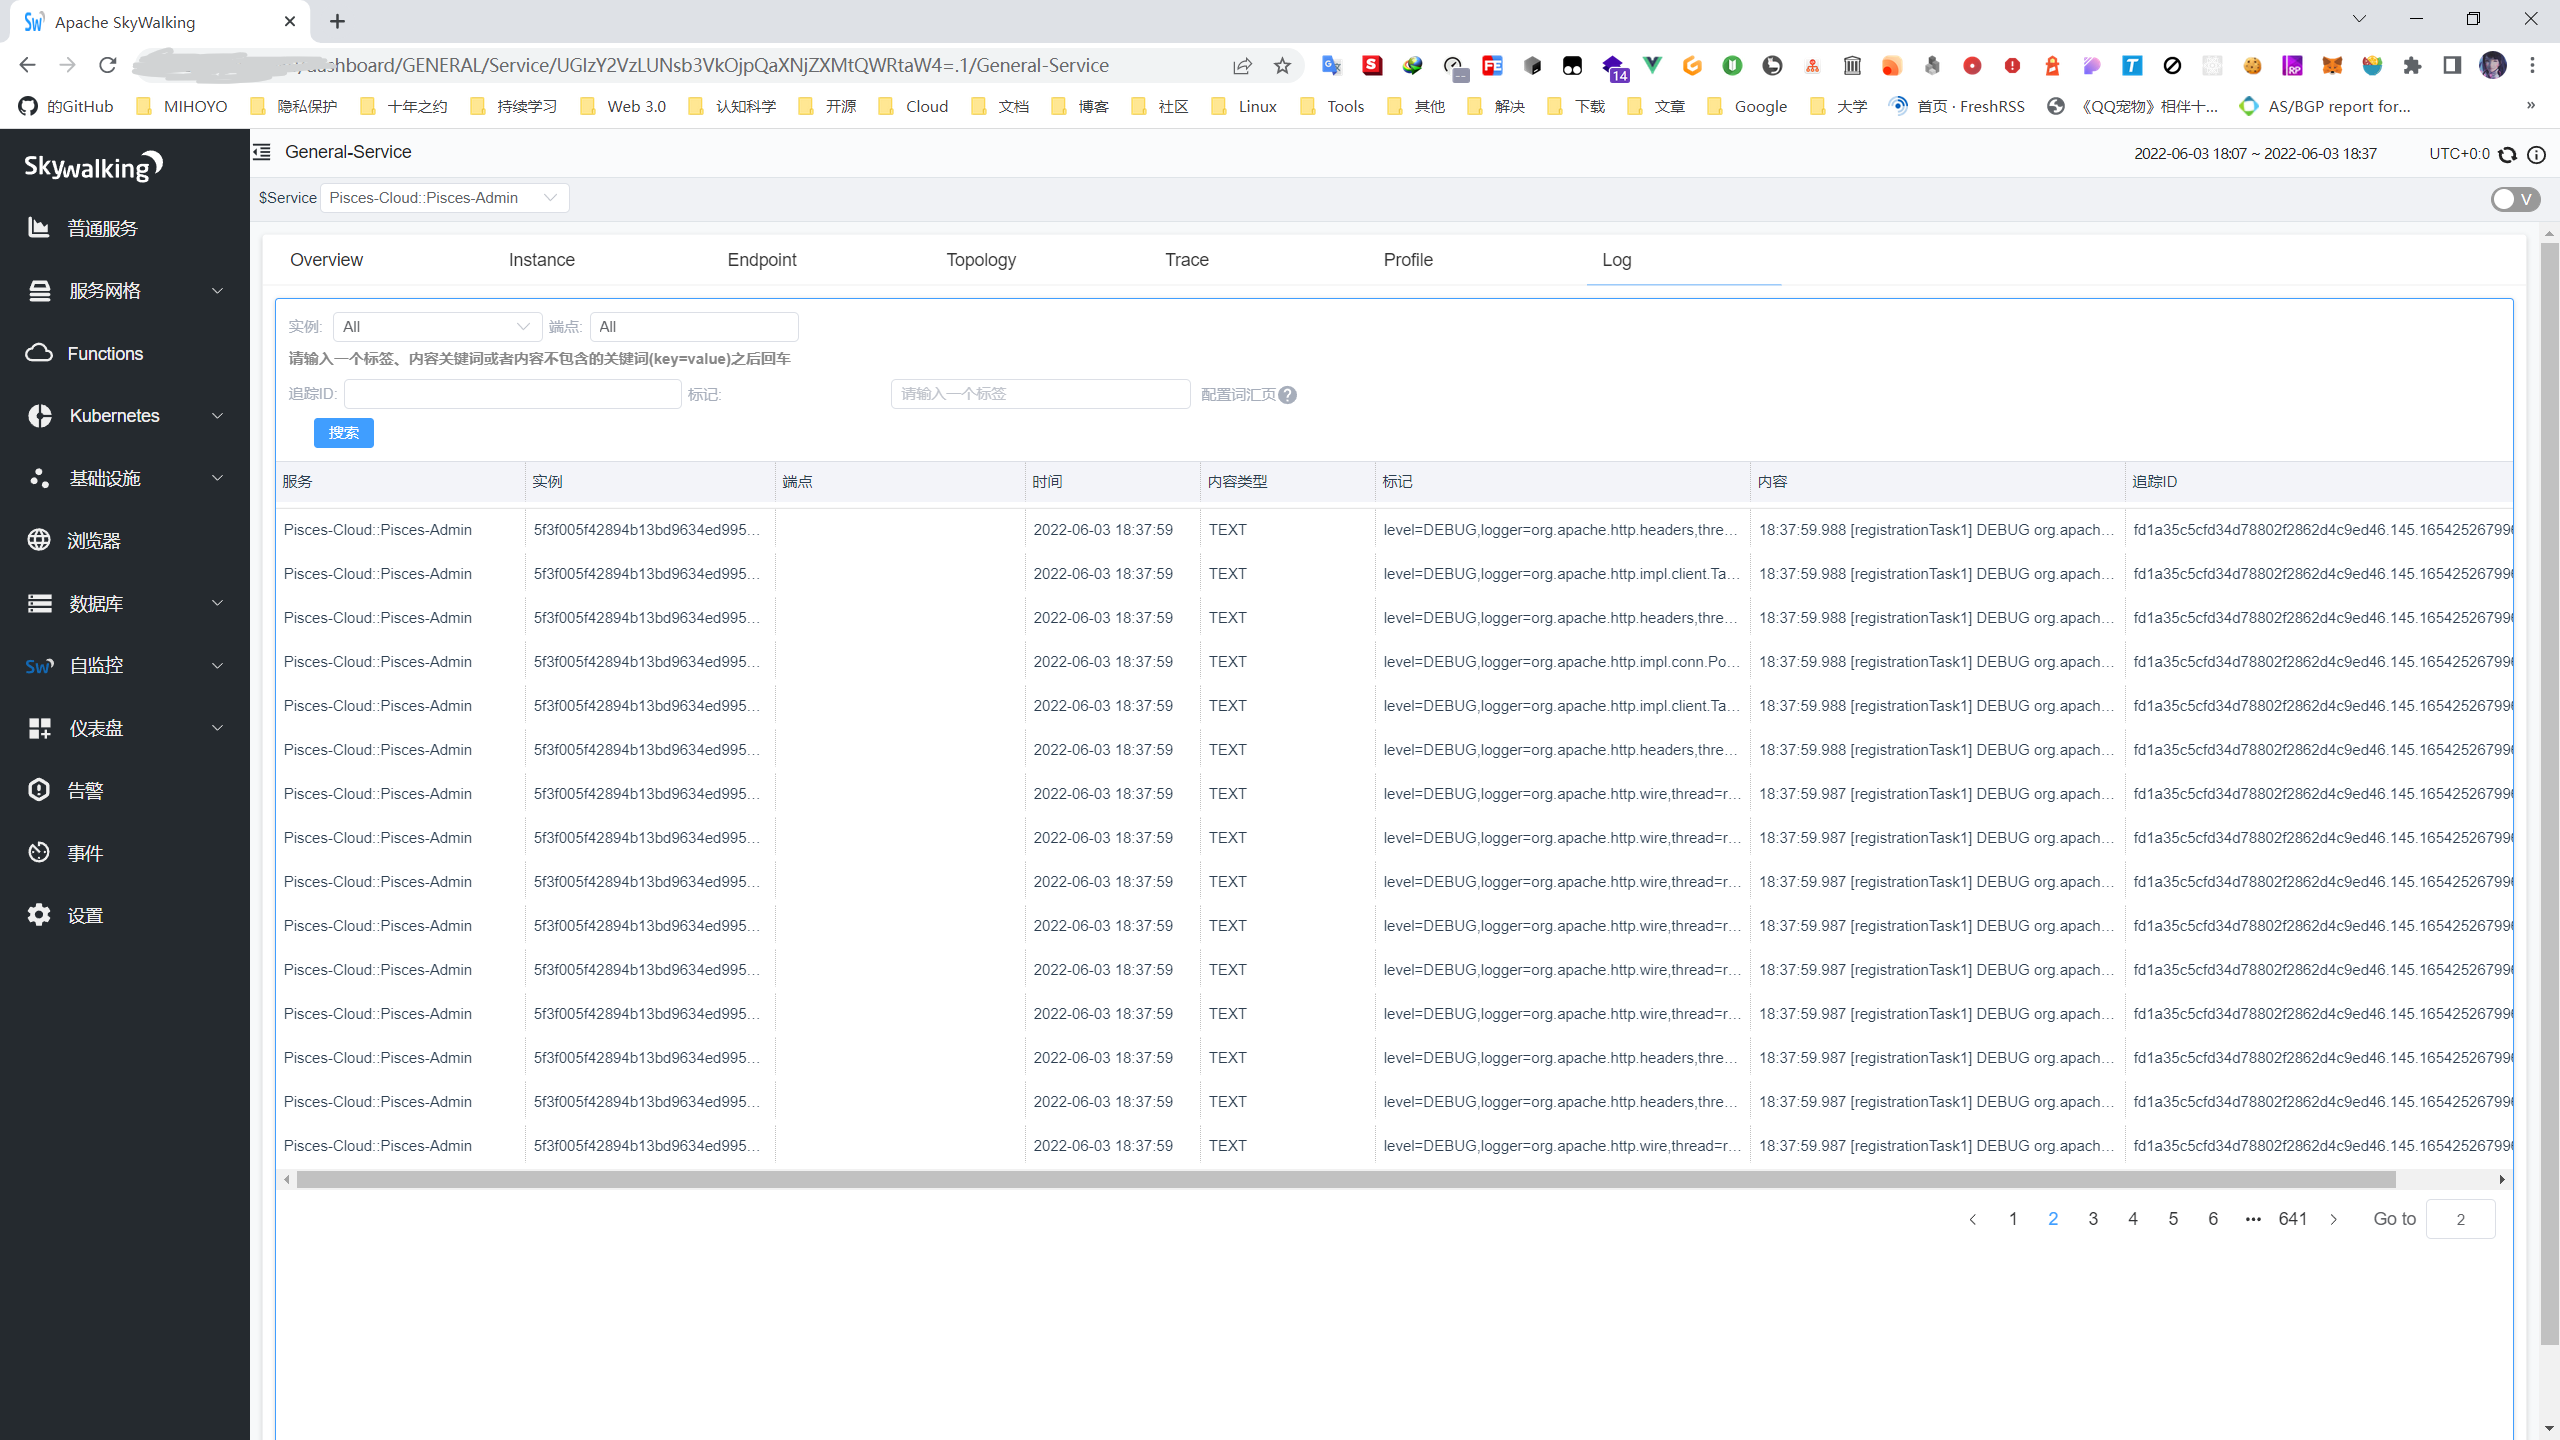 Apache SkyWalking
dashboard/GENERAL/Service/UGlzY2VzLUNsb3VkOjpQaXNjZXMtQWRtaW4=.1/General-Service
的GitHub MIHOYO 隐私保护 十年之约 持续学习 Web 3.0 认知科学 开源 Cloud 文档 博客 社区 Linux Tools 其他 解决 下载 文章 Google 大学 首页 · FreshRSS 《QQ宠物》相伴十... AS/BGP report for... »
Skywalking
普通服务
服务网格
Functions
Kubernetes
基础设施
浏览器
数据库
自监控
仪表盘
告警
事件
设置
General-Service 2022-06-03 18:07 ~ 2022-06-03 18:37 UTC+0:0
$Service Pisces-Cloud::Pisces-Admin V
Overview Instance Endpoint Topology Trace Profile Log
实例: All 端点: All
请输入一个标签、内容关键词或者内容不包含的关键词(key=value)之后回车
追踪ID: 标记: 请输入一个标签 配置词汇页
搜索
服务 实例 端点 时间 内容类型 标记 内容 追踪ID
Pisces-Cloud::Pisces-Admin 5f3f005f42894b13bd9634ed995... 2022-06-03 18:37:59 TEXT level=DEBUG,logger=org.apache.http.headers,thre... 18:37:59.988 [registrationTask1] DEBUG org.apach... fd1a35c5cfd34d78802f2862d4c9ed46.145.165425267996
Pisces-Cloud::Pisces-Admin 5f3f005f42894b13bd9634ed995... 2022-06-03 18:37:59 TEXT level=DEBUG,logger=org.apache.http.impl.client.Ta... 18:37:59.988 [registrationTask1] DEBUG org.apach... fd1a35c5cfd34d78802f2862d4c9ed46.145.165425267996
Pisces-Cloud::Pisces-Admin 5f3f005f42894b13bd9634ed995... 2022-06-03 18:37:59 TEXT level=DEBUG,logger=org.apache.http.headers,thre... 18:37:59.988 [registrationTask1] DEBUG org.apach... fd1a35c5cfd34d78802f2862d4c9ed46.145.165425267996
Pisces-Cloud::Pisces-Admin 5f3f005f42894b13bd9634ed995... 2022-06-03 18:37:59 TEXT level=DEBUG,logger=org.apache.http.impl.conn.Po... 18:37:59.988 [registrationTask1] DEBUG org.apach... fd1a35c5cfd34d78802f2862d4c9ed46.145.165425267996
Pisces-Cloud::Pisces-Admin 5f3f005f42894b13bd9634ed995... 2022-06-03 18:37:59 TEXT level=DEBUG,logger=org.apache.http.impl.client.Ta... 18:37:59.988 [registrationTask1] DEBUG org.apach... fd1a35c5cfd34d78802f2862d4c9ed46.145.165425267996
Pisces-Cloud::Pisces-Admin 5f3f005f42894b13bd9634ed995... 2022-06-03 18:37:59 TEXT level=DEBUG,logger=org.apache.http.headers,thre... 18:37:59.988 [registrationTask1] DEBUG org.apach... fd1a35c5cfd34d78802f2862d4c9ed46.145.165425267996
Pisces-Cloud::Pisces-Admin 5f3f005f42894b13bd9634ed995... 2022-06-03 18:37:59 TEXT level=DEBUG,logger=org.apache.http.wire,thread=r... 18:37:59.987 [registrationTask1] DEBUG org.apach... fd1a35c5cfd34d78802f2862d4c9ed46.145.165425267996
Pisces-Cloud::Pisces-Admin 5f3f005f42894b13bd9634ed995... 2022-06-03 18:37:59 TEXT level=DEBUG,logger=org.apache.http.wire,thread=r... 18:37:59.987 [registrationTask1] DEBUG org.apach... fd1a35c5cfd34d78802f2862d4c9ed46.145.165425267996
Pisces-Cloud::Pisces-Admin 5f3f005f42894b13bd9634ed995... 2022-06-03 18:37:59 TEXT level=DEBUG,logger=org.apache.http.wire,thread=r... 18:37:59.987 [registrationTask1] DEBUG org.apach... fd1a35c5cfd34d78802f2862d4c9ed46.145.165425267996
Pisces-Cloud::Pisces-Admin 5f3f005f42894b13bd9634ed995... 2022-06-03 18:37:59 TEXT level=DEBUG,logger=org.apache.http.wire,thread=r... 18:37:59.987 [registrationTask1] DEBUG org.apach... fd1a35c5cfd34d78802f2862d4c9ed46.145.165425267996
Pisces-Cloud::Pisces-Admin 5f3f005f42894b13bd9634ed995... 2022-06-03 18:37:59 TEXT level=DEBUG,logger=org.apache.http.wire,thread=r... 18:37:59.987 [registrationTask1] DEBUG org.apach... fd1a35c5cfd34d78802f2862d4c9ed46.145.165425267996
Pisces-Cloud::Pisces-Admin 5f3f005f42894b13bd9634ed995... 2022-06-03 18:37:59 TEXT level=DEBUG,logger=org.apache.http.wire,thread=r... 18:37:59.987 [registrationTask1] DEBUG org.apach... fd1a35c5cfd34d78802f2862d4c9ed46.145.165425267996
Pisces-Cloud::Pisces-Admin 5f3f005f42894b13bd9634ed995... 2022-06-03 18:37:59 TEXT level=DEBUG,logger=org.apache.http.headers,thre... 18:37:59.987 [registrationTask1] DEBUG org.apach... fd1a35c5cfd34d78802f2862d4c9ed46.145.165425267996
Pisces-Cloud::Pisces-Admin 5f3f005f42894b13bd9634ed995... 2022-06-03 18:37:59 TEXT level=DEBUG,logger=org.apache.http.headers,thre... 18:37:59.987 [registrationTask1] DEBUG org.apach... fd1a35c5cfd34d78802f2862d4c9ed46.145.165425267996
Pisces-Cloud::Pisces-Admin 5f3f005f42894b13bd9634ed995... 2022-06-03 18:37:59 TEXT level=DEBUG,logger=org.apache.http.wire,thread=r... 18:37:59.987 [registrationTask1] DEBUG org.apach... fd1a35c5cfd34d78802f2862d4c9ed46.145.165425267996
1 2 3 4 5 6 ••• 641 Go to 2